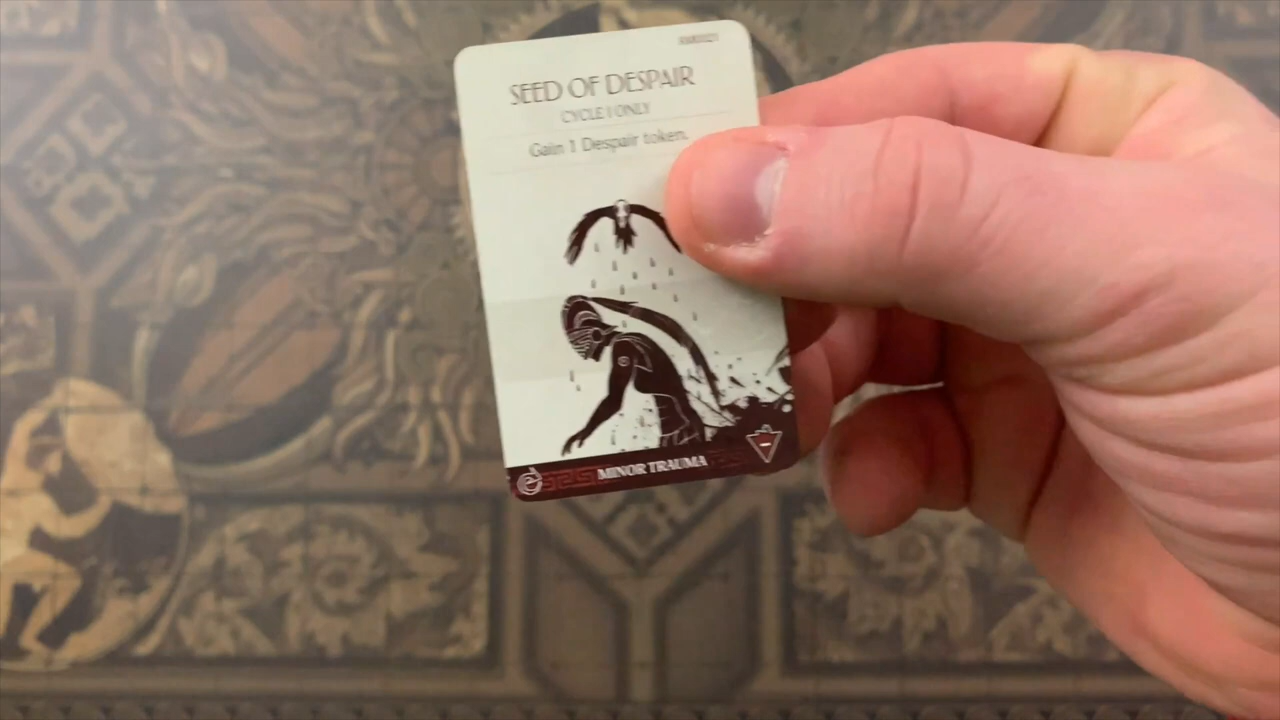 SEED OF DESPAIR
CYCLE I ONLY
Gain 1 Despair token.
MINOR TRAUMA